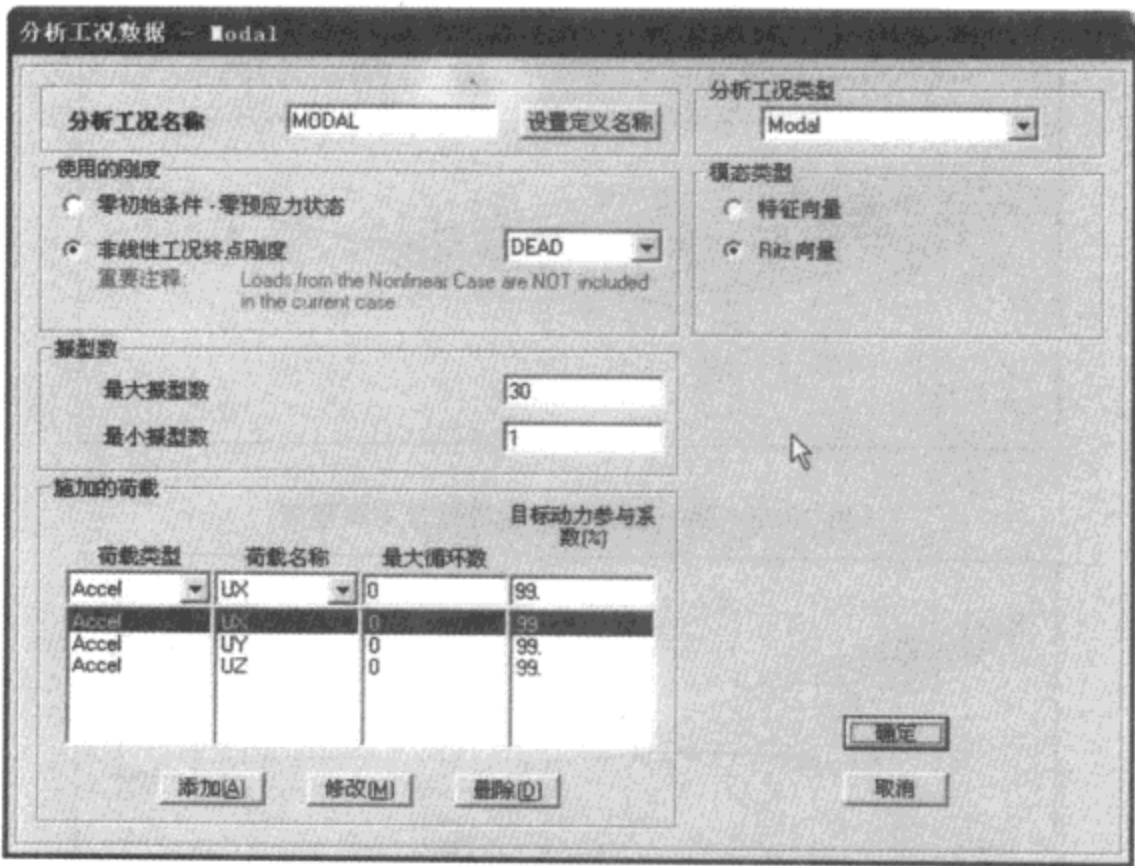 分析工况数据 - Modal
分析工况名称
MODAL
设置定义名称
分析工况类型
Modal
使用的刚度
零初始条件 - 零预应力状态
非线性工况终点刚度
DEAD
重要注释:
Loads from the Nonlinear Case are NOT included
in the current case
模态类型
特征向量
Ritz 向量
振型数
最大振型数
30
最小振型数
1
施加的荷载
荷载类型
荷载名称
最大循环数
目标动力参与系
数(%)
Accel UX 0 99.
Accel UX 0 99.
Accel UY 0 99.
Accel UZ 0 99.
添加(A)
修改(M)
删除(D)
确定
取消